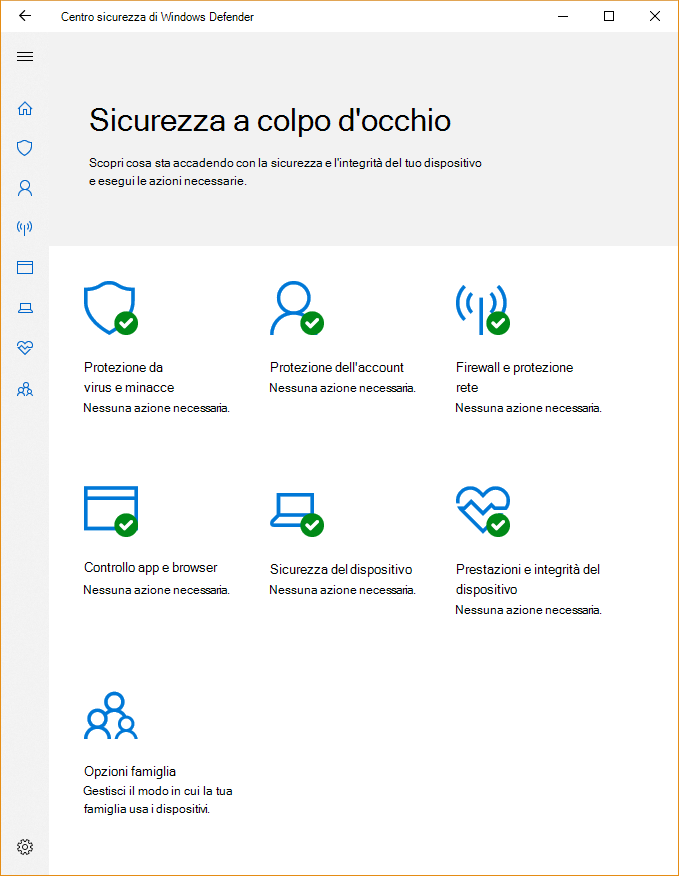 Centro sicurezza di Windows Defender
Sicurezza a colpo d'occhio
Scopri cosa sta accadendo con la sicurezza e l'integrità del tuo dispositivo
e esegui le azioni necessarie.
Protezione da
virus e minacce
Nessuna azione necessaria.
Protezione dell'account
Nessuna azione necessaria.
Firewall e protezione
rete
Nessuna azione necessaria.
Controllo app e browser
Nessuna azione necessaria.
Sicurezza del dispositivo
Nessuna azione necessaria.
Prestazioni e integrità del
dispositivo
Nessuna azione necessaria.
Opzioni famiglia
Gestisci il modo in cui la tua
famiglia usa i dispositivi.